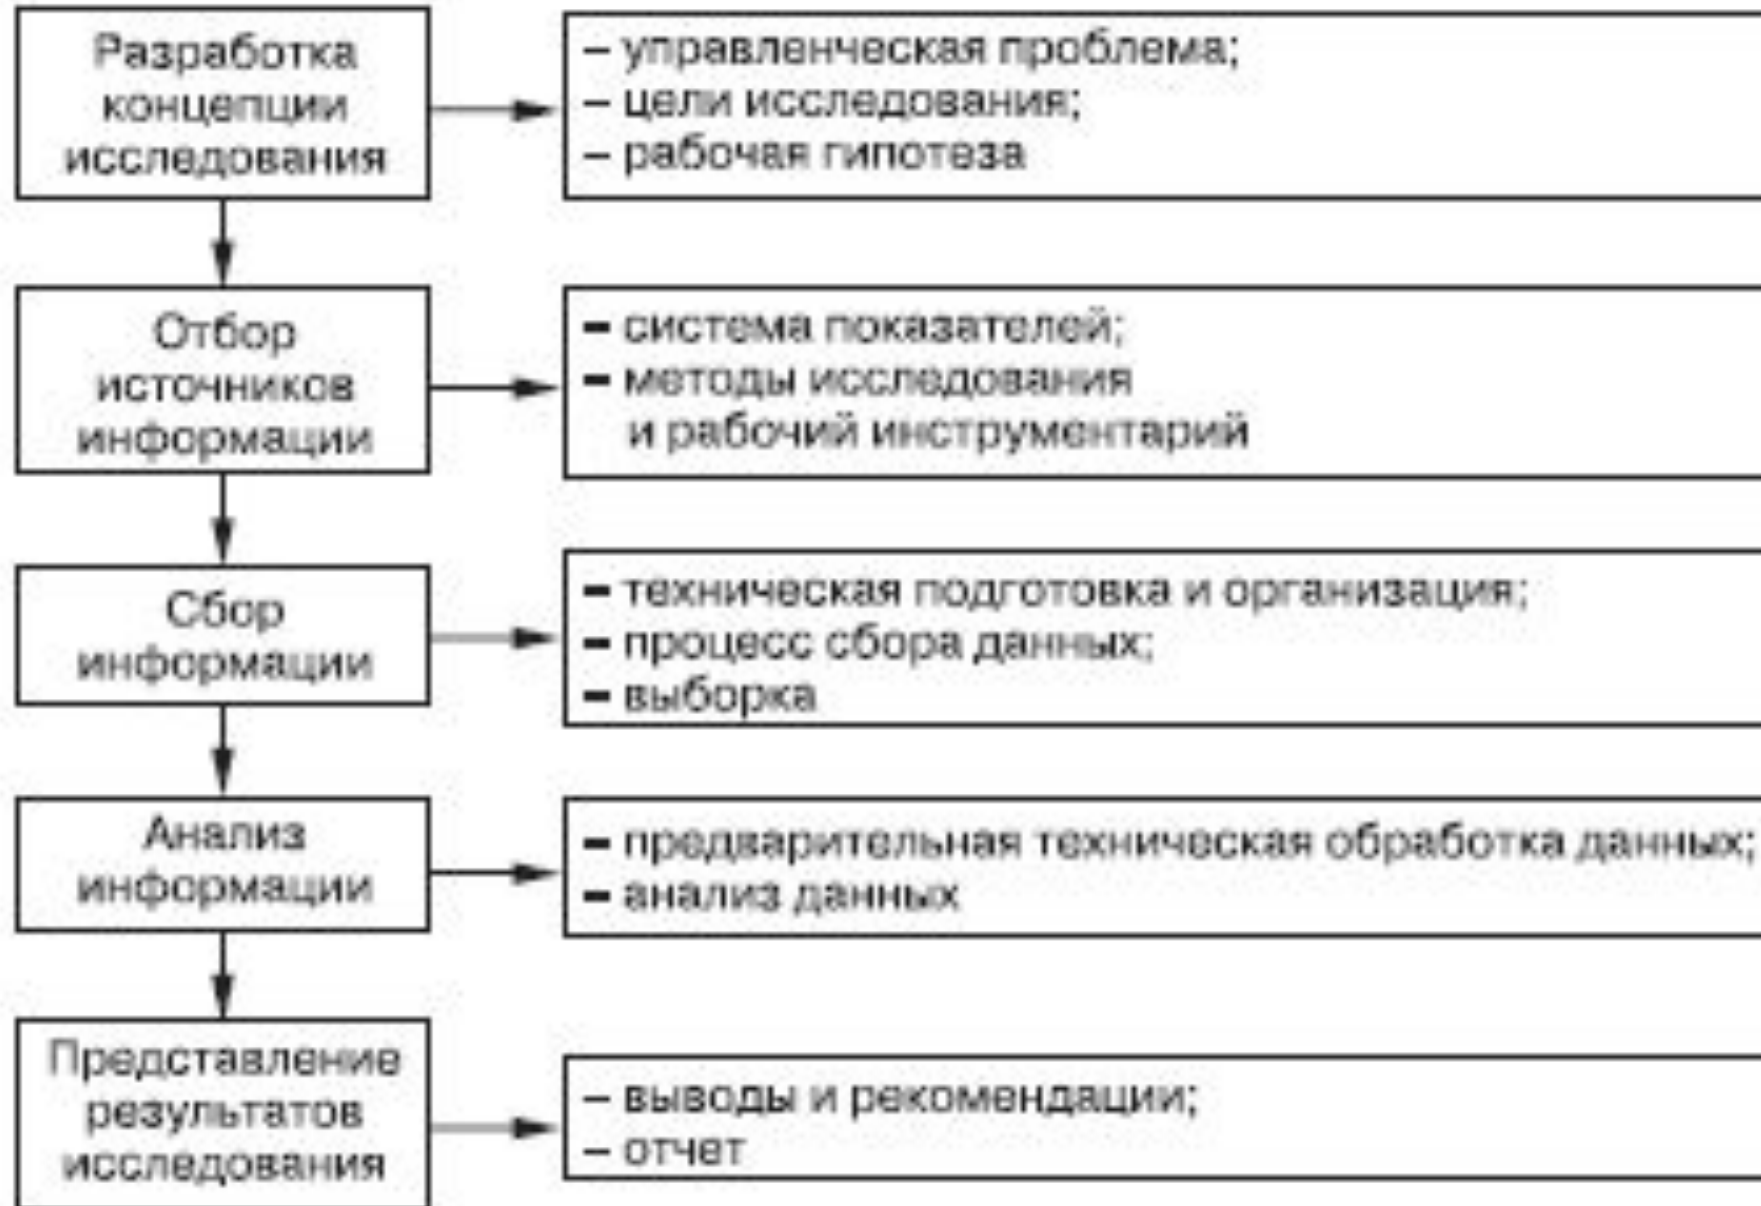 Разработка
концепции
исследования
– управленческая проблема;
– цели исследования;
– рабочая гипотеза
Отбор
источников
информации
– система показателей;
– методы исследования
и рабочий инструментарий
Сбор
информации
– техническая подготовка и организация;
– процесс сбора данных;
– выборка
Анализ
информации
– предварительная техническая обработка данных;
– анализ данных
Представление
результатов
исследования
– выводы и рекомендации;
– отчет